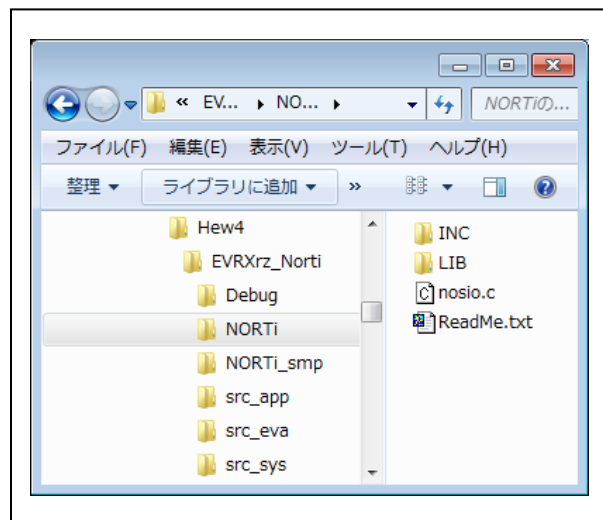 « EV... ▸ NO... ▸
NORTiの...
ファイル(F) 編集(E) 表示(V) ツール(T) ヘルプ(H)
整理 ▼ ライブラリに追加 ▼ »
Hew4
EVRXrz_Norti
Debug
NORTi
NORTi_smp
src_app
src_eva
src_sys
INC
LIB
nosio.c
ReadMe.txt